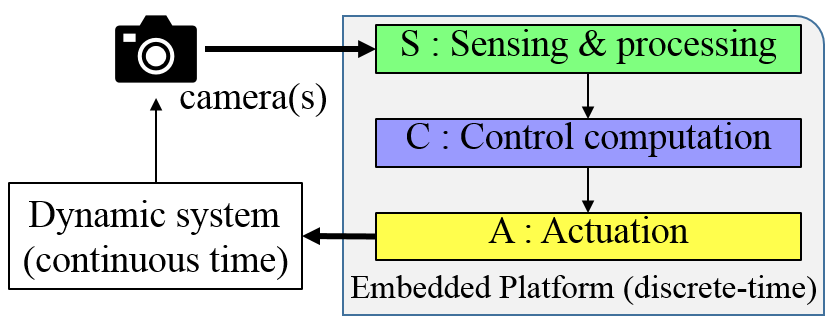 S : Sensing & processing
camera(s)
C : Control computation
Dynamic system
(continuous time)
A : Actuation
Embedded Platform (discrete-time)